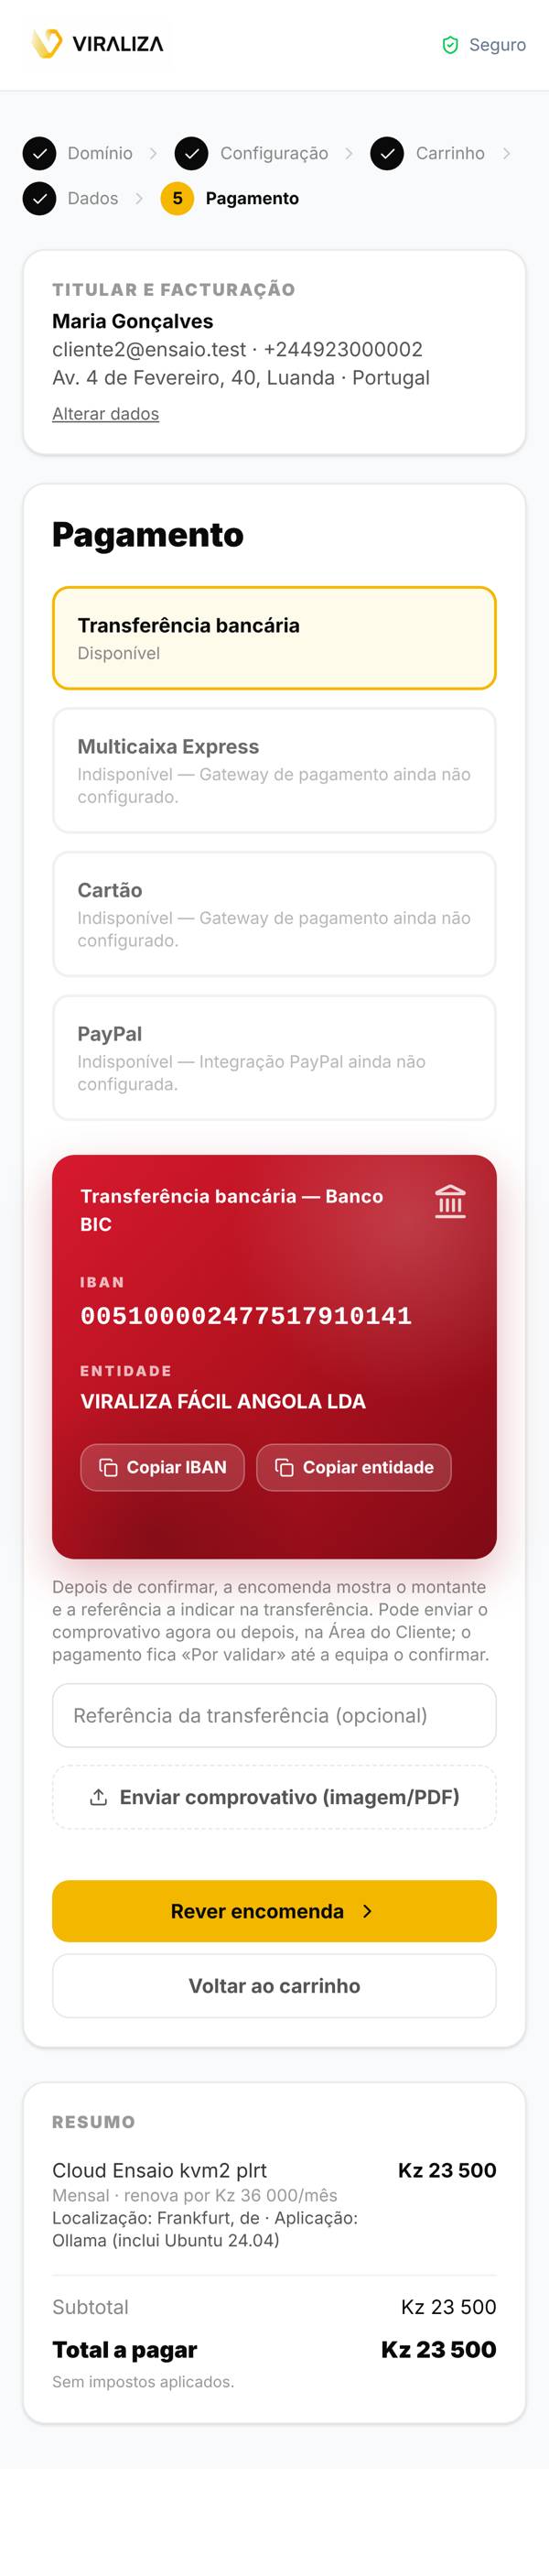 VIRALIZA
Seguro
Domínio
Configuração
Carrinho
Dados
5
Pagamento
TITULAR E FACTURAÇÃO
Maria Gonçalves
cliente2@ensaio.test · +244923000002
Av. 4 de Fevereiro, 40, Luanda · Portugal
Alterar dados
Pagamento
Transferência bancária
Disponível
Multicaixa Express
Indisponível — Gateway de pagamento ainda não
configurado.
Cartão
Indisponível — Gateway de pagamento ainda não
configurado.
PayPal
Indisponível — Integração PayPal ainda não
configurada.
Transferência bancária — Banco
BIC
IBAN
005100002477517910141
ENTIDADE
VIRALIZA FÁCIL ANGOLA LDA
Copiar IBAN
Copiar entidade
Depois de confirmar, a encomenda mostra o montante
e a referência a indicar na transferência. Pode enviar o
comprovativo agora ou depois, na Área do Cliente; o
pagamento fica «Por validar» até a equipa o confirmar.
Referência da transferência (opcional)
Enviar comprovativo (imagem/PDF)
Rever encomenda
Voltar ao carrinho
RESUMO
Cloud Ensaio kvm2 plrt
Kz 23 500
Mensal · renova por Kz 36 000/mês
Localização: Frankfurt, de · Aplicação:
Ollama (inclui Ubuntu 24.04)
Subtotal
Kz 23 500
Total a pagar
Kz 23 500
Sem impostos aplicados.